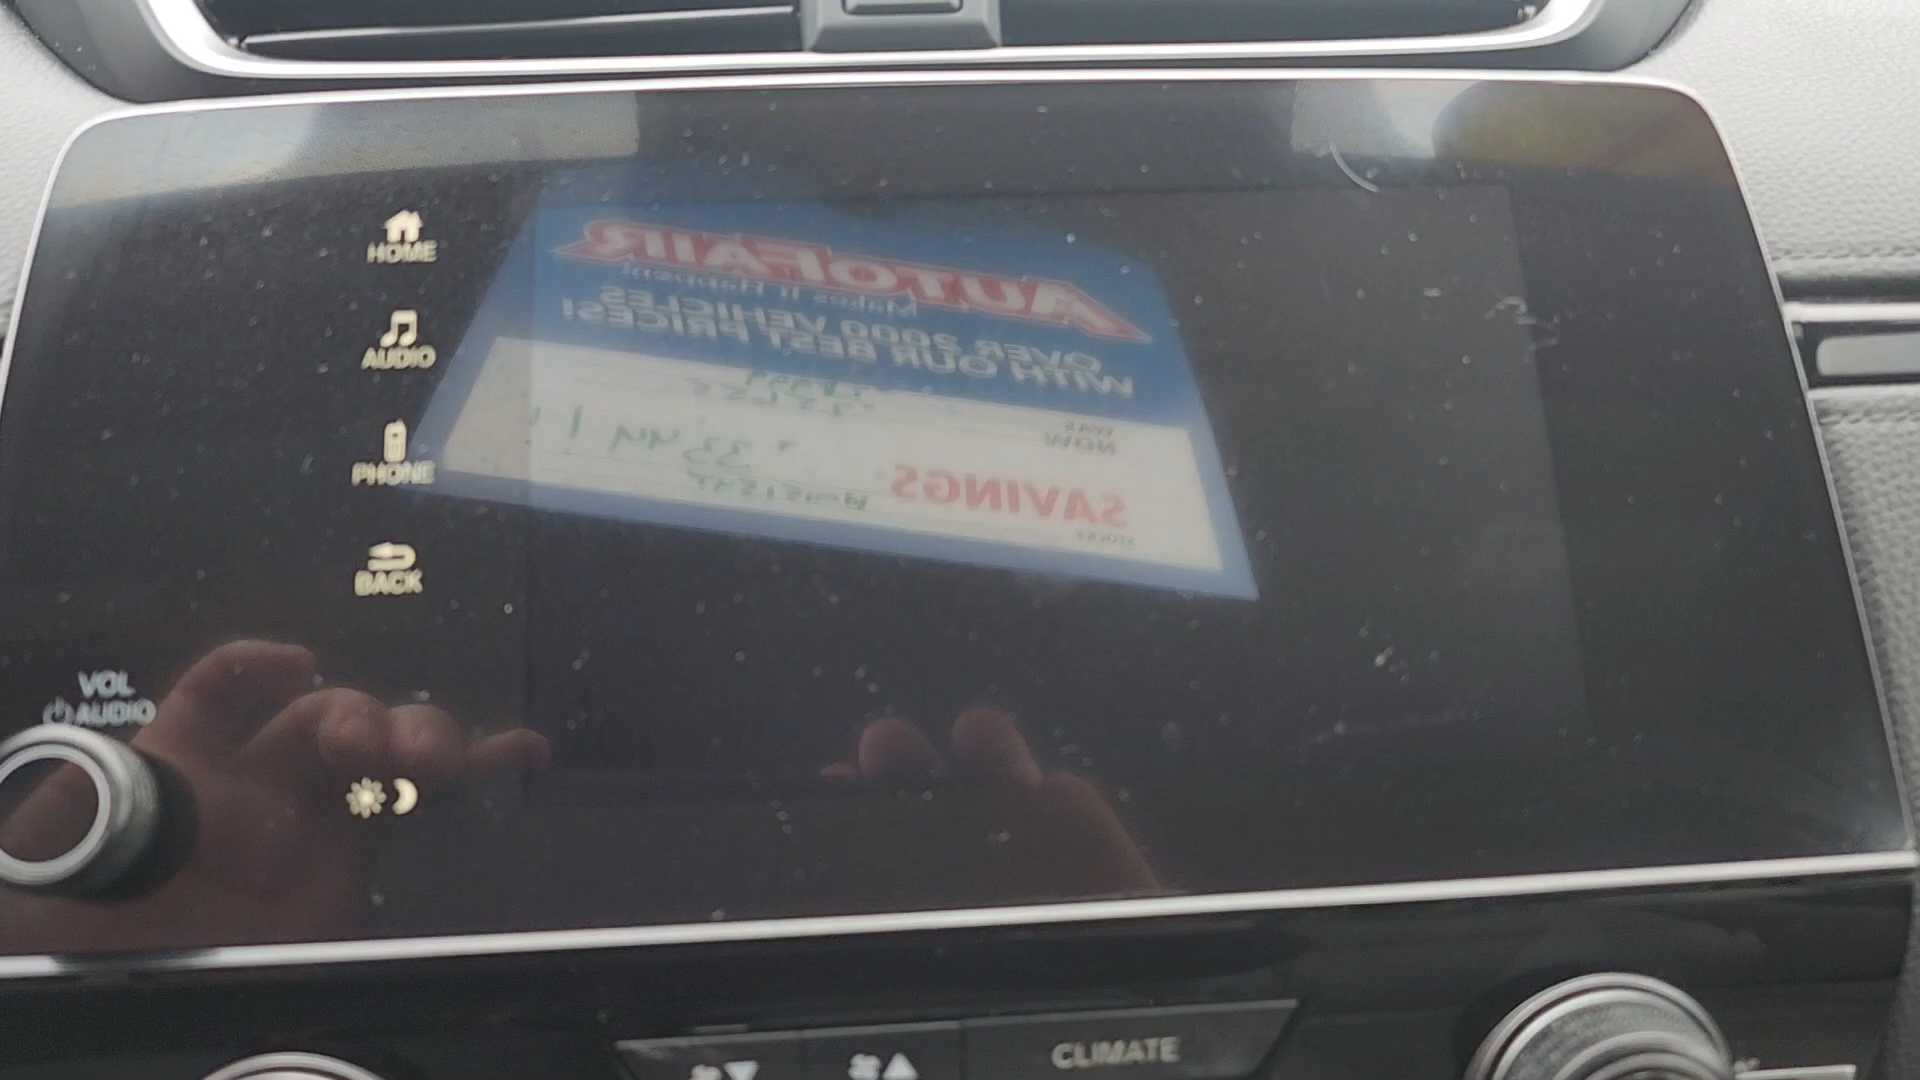 HOME
AUDIO
PHONE
BACK
VOL
AUDIO
AUTOFAIR
Makes it Happen!
OVER 2000 VEHICLES
WITH OUR BEST PRICES!
WAS
NOW
SAVINGS
STOCK#
CLIMATE